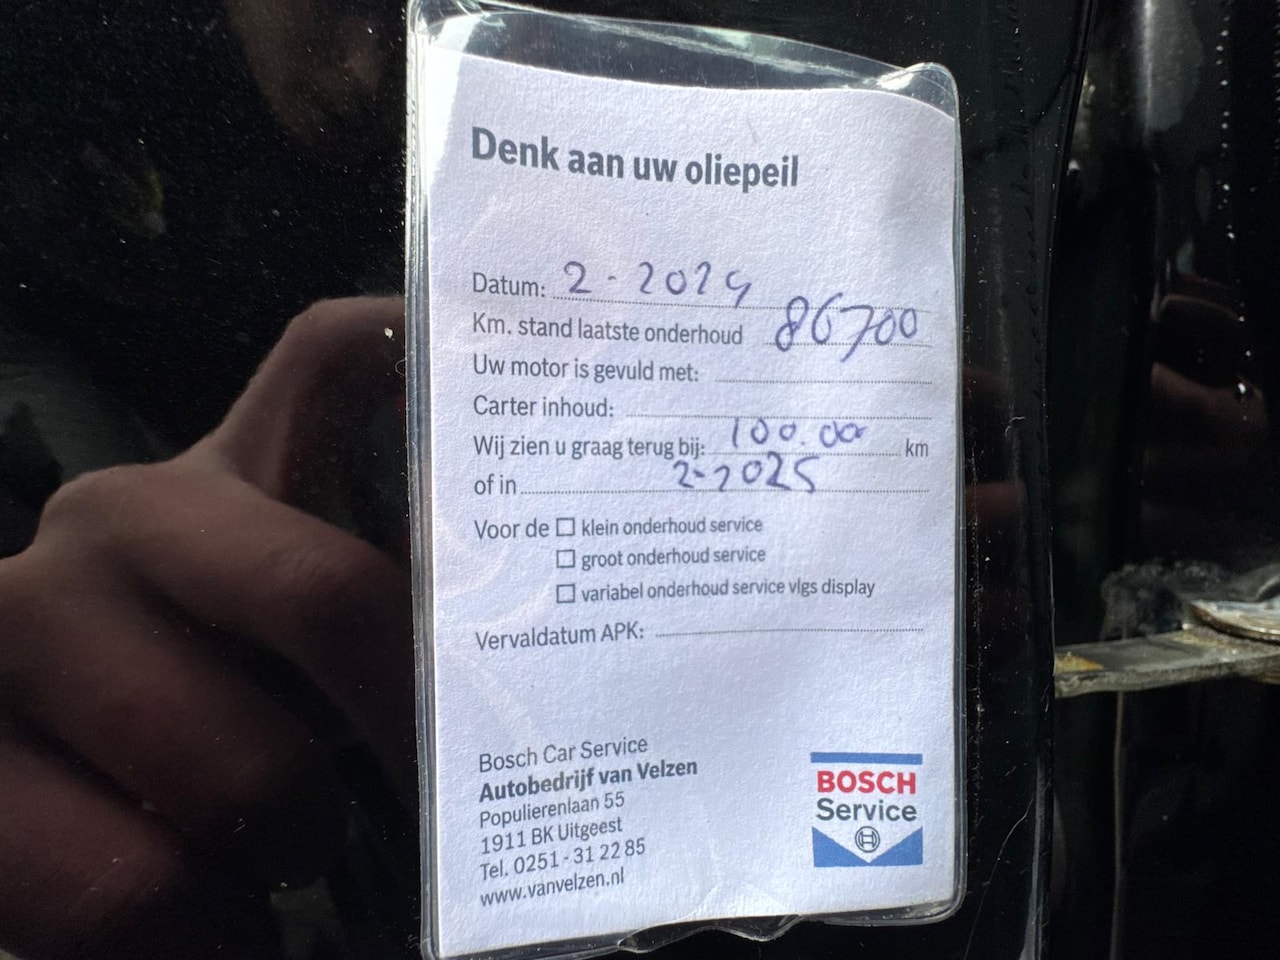 Denk aan uw oliepeil
Datum: 2-2024
Km. stand laatste onderhoud 86700
Uw motor is gevuld met:
Carter inhoud:
Wij zien u graag terug bij: 100.00 km
of in 2-2025
Voor de □ klein onderhoud service
□ groot onderhoud service
□ variabel onderhoud service vlgs display
Vervaldatum APK:
Bosch Car Service
Autobedrijf van Velzen
Populierenlaan 55
1911 BK Uitgeest
Tel. 0251-31 22 85
www.vanvelzen.nl
BOSCH
Service